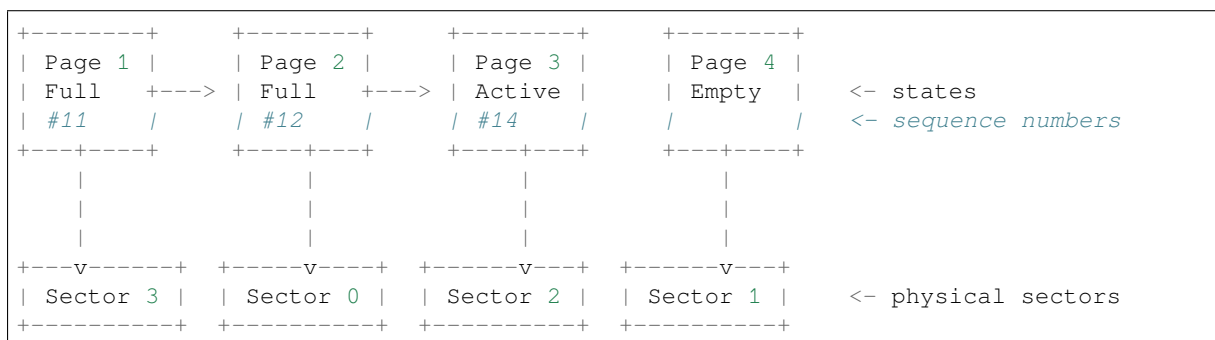 +--------+     +--------+     +--------+     +--------+
| Page 1 |     | Page 2 |     | Page 3 |     | Page 4 |
| Full   +---> | Full   +---> | Active |     | Empty  |   <- states
| #11    |     | #12    |     | #14    |     |        |   <- sequence numbers
+---+----+     +----+---+     +----+---+     +---+----+
    |               |              |             |
    |               |              |             |
    |               |              |             |
+---v------+  +-----v----+  +------v---+  +------v---+
| Sector 3 |  | Sector 0 |  | Sector 2 |  | Sector 1 |    <- physical sectors
+----------+  +----------+  +----------+  +----------+